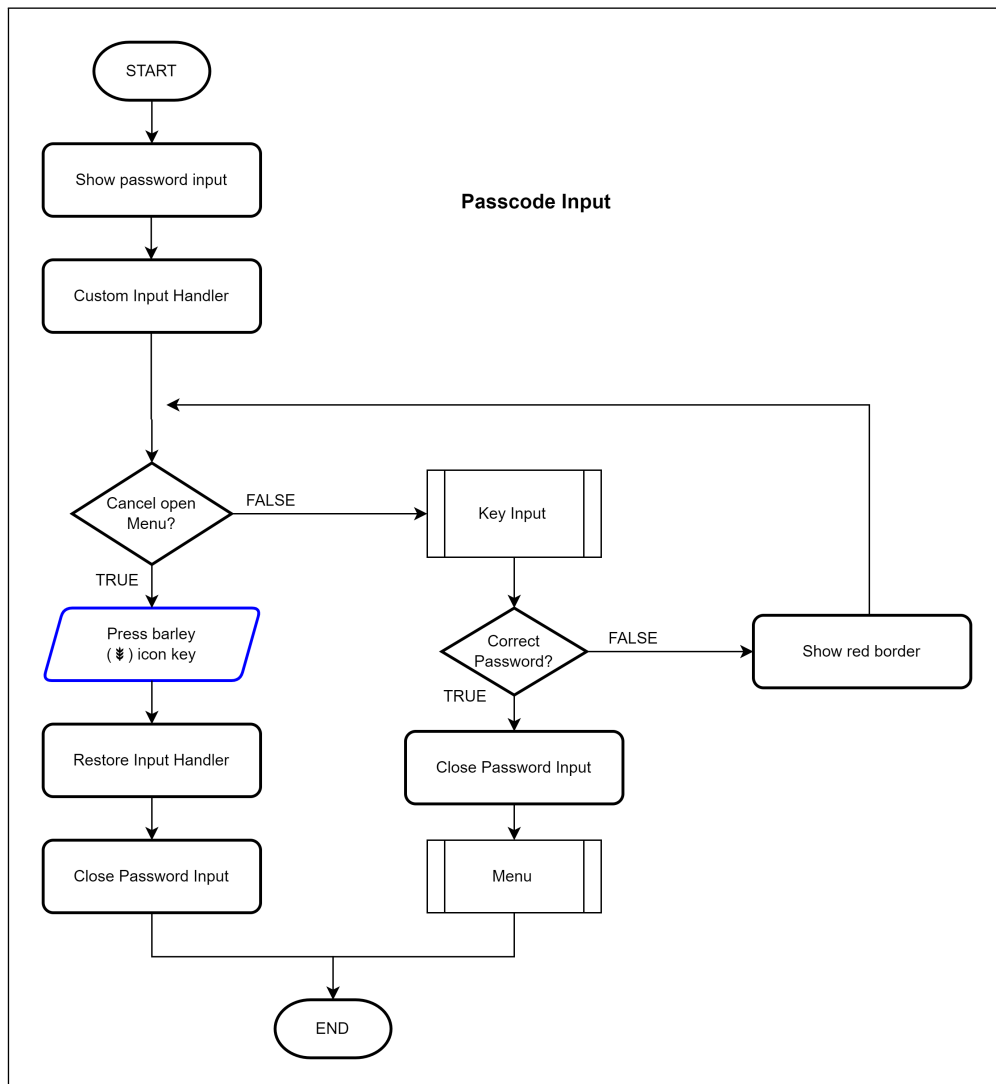 START
Show password input
Passcode Input
Custom Input Handler
Cancel open
Menu?
FALSE
Key Input
TRUE
Press barley
( ) icon key
Correct
Password?
FALSE
Show red border
TRUE
Restore Input Handler
Close Password Input
Close Password Input
Menu
END